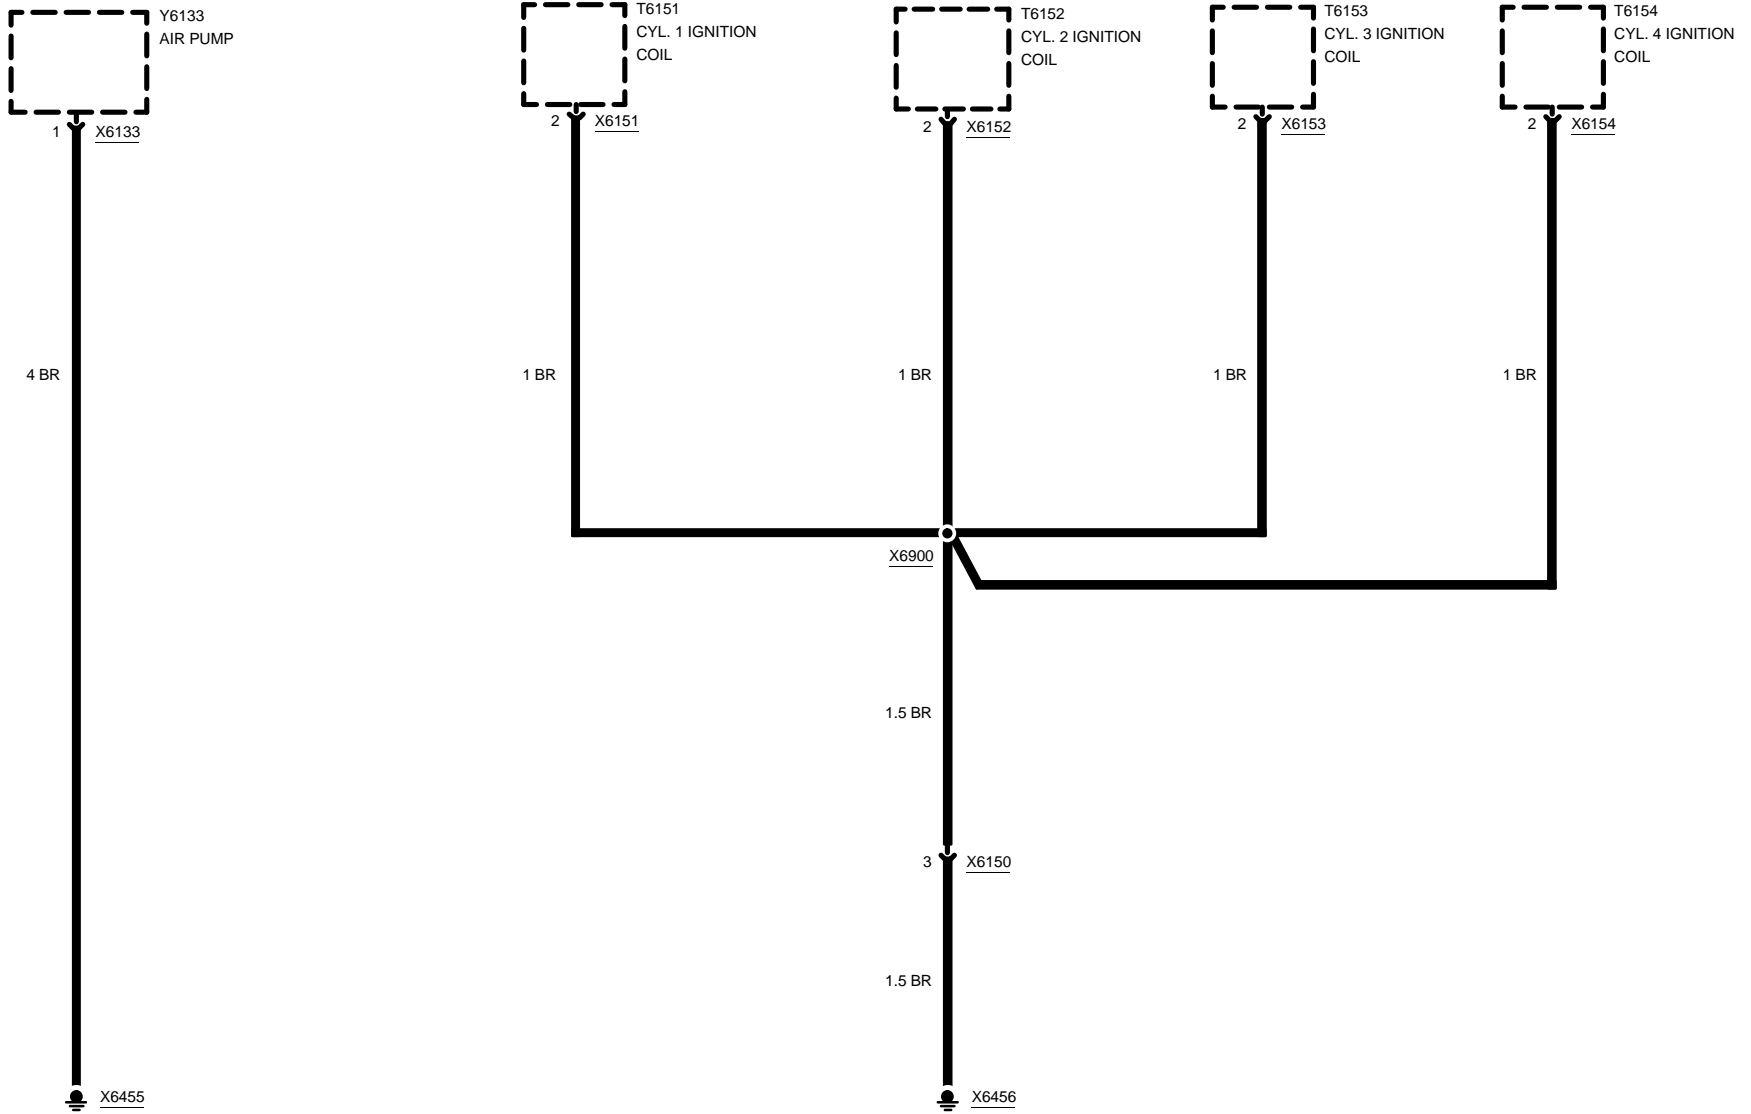 Y6133
AIR PUMP
T6151
CYL. 1 IGNITION
COIL
T6152
CYL. 2 IGNITION
COIL
T6153
CYL. 3 IGNITION
COIL
T6154
CYL. 4 IGNITION
COIL
1 X6133
2 X6151
2 X6152
2 X6153
2 X6154
4 BR
1 BR
1 BR
1 BR
1 BR
X6900
1.5 BR
3 X6150
1.5 BR
X6455
X6456